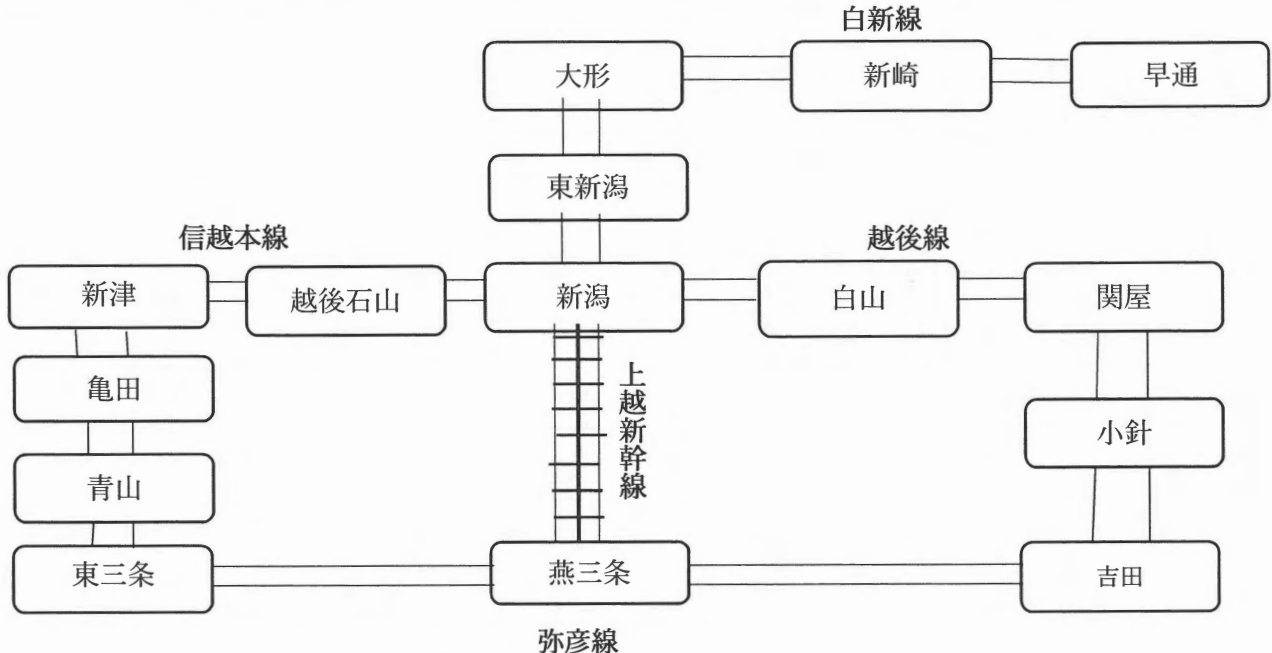 白新線
大形
新崎
早通
東新潟
信越本線
越後線
新津
越後石山
新潟
白山
関屋
亀田
上越新幹線
小針
青山
東三条
燕三条
吉田
弥彦線